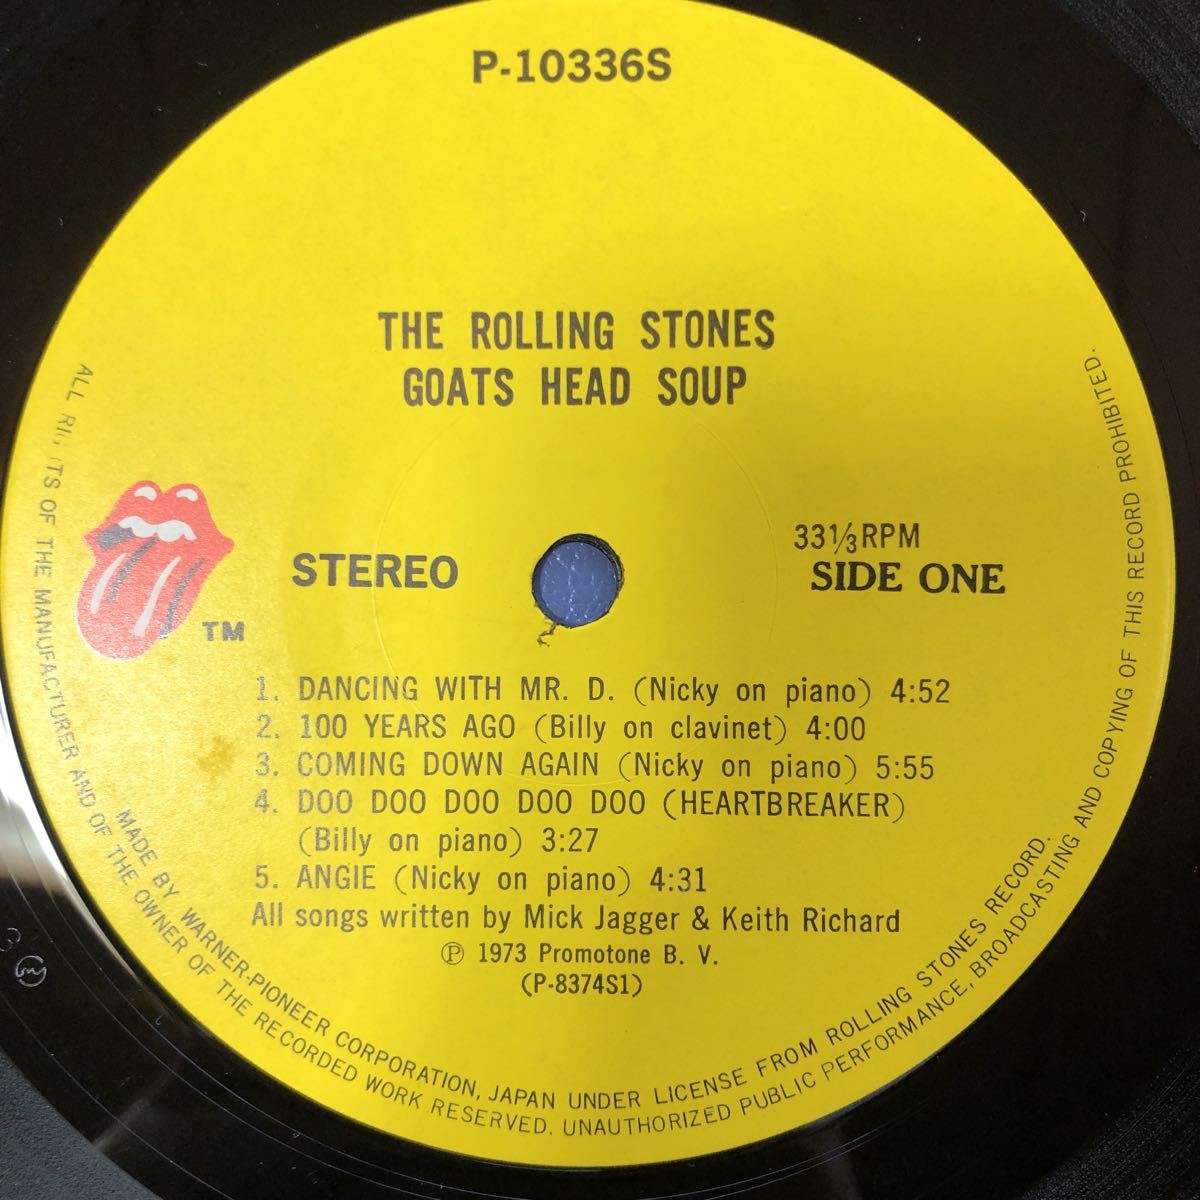 P-10336S
THE ROLLING STONES
GOATS HEAD SOUP
33⅓RPM
STEREO
SIDE ONE
TM
1. DANCING WITH MR. D. (Nicky on piano) 4:52
2. 100 YEARS AGO (Billy on clavinet) 4:00
3. COMING DOWN AGAIN (Nicky on piano) 5:55
4. DOO DOO DOO DOO DOO (HEARTBREAKER)
(Billy on piano) 3:27
5. ANGIE (Nicky on piano) 4:31
All songs written by Mick Jagger & Keith Richard
℗ 1973 Promotone B. V.
(P-8374S1)
MADE BY WARNER-PIONEER CORPORATION, JAPAN UNDER LICENSE FROM ROLLING STONES RECORD.
ALL RIGHTS OF THE MANUFACTURER AND OF THE OWNER OF THE RECORDED WORK RESERVED. UNAUTHORIZED PUBLIC PERFORMANCE, BROADCASTING AND COPYING OF THIS RECORD PROHIBITED.